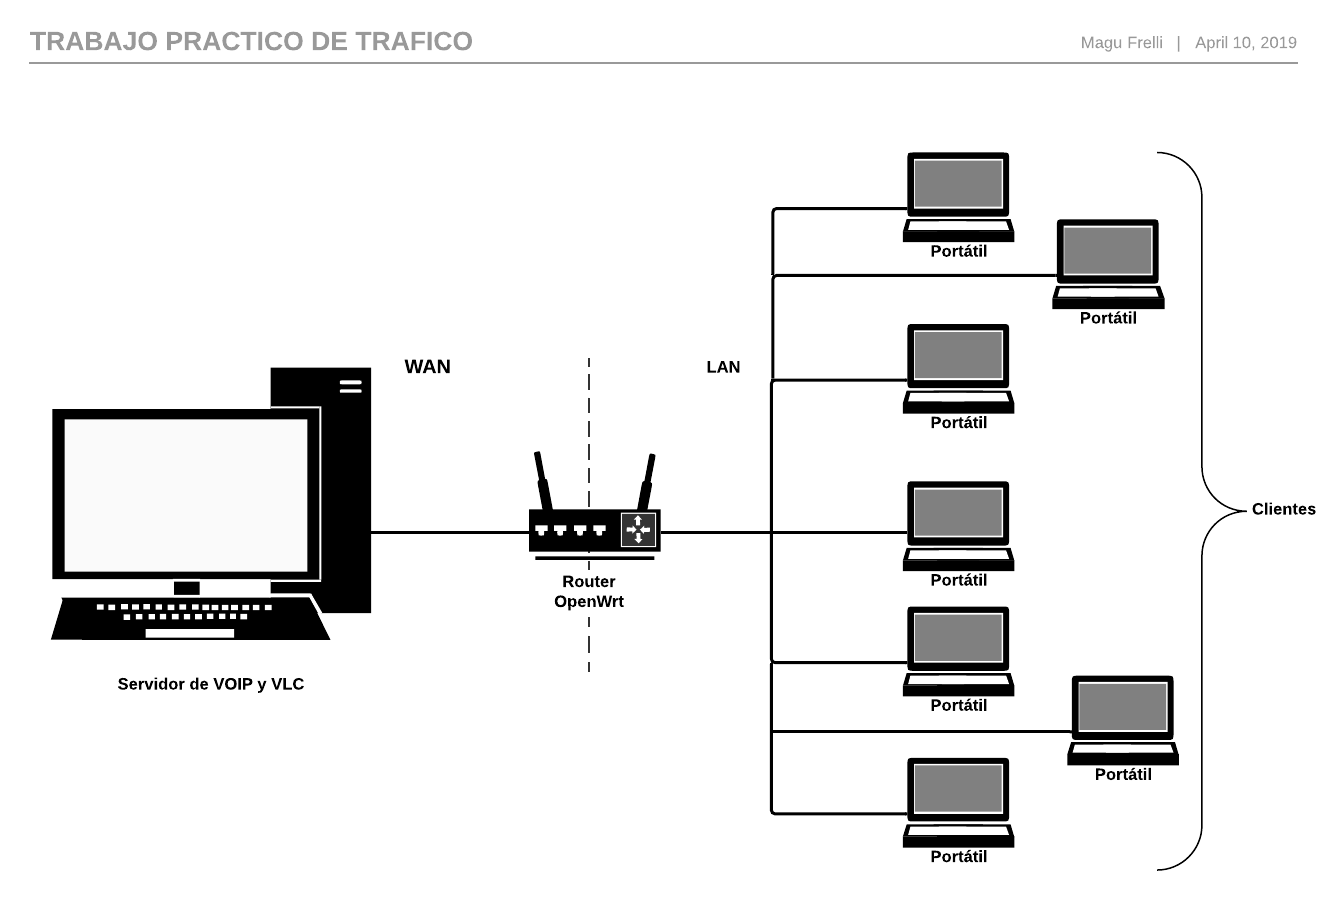 TRABAJO PRACTICO DE TRAFICO
Magu Frelli | April 10, 2019
Portátil
Portátil
WAN
LAN
Portátil
Clientes
Portátil
Router
OpenWrt
Servidor de VOIP y VLC
Portátil
Portátil
Portátil